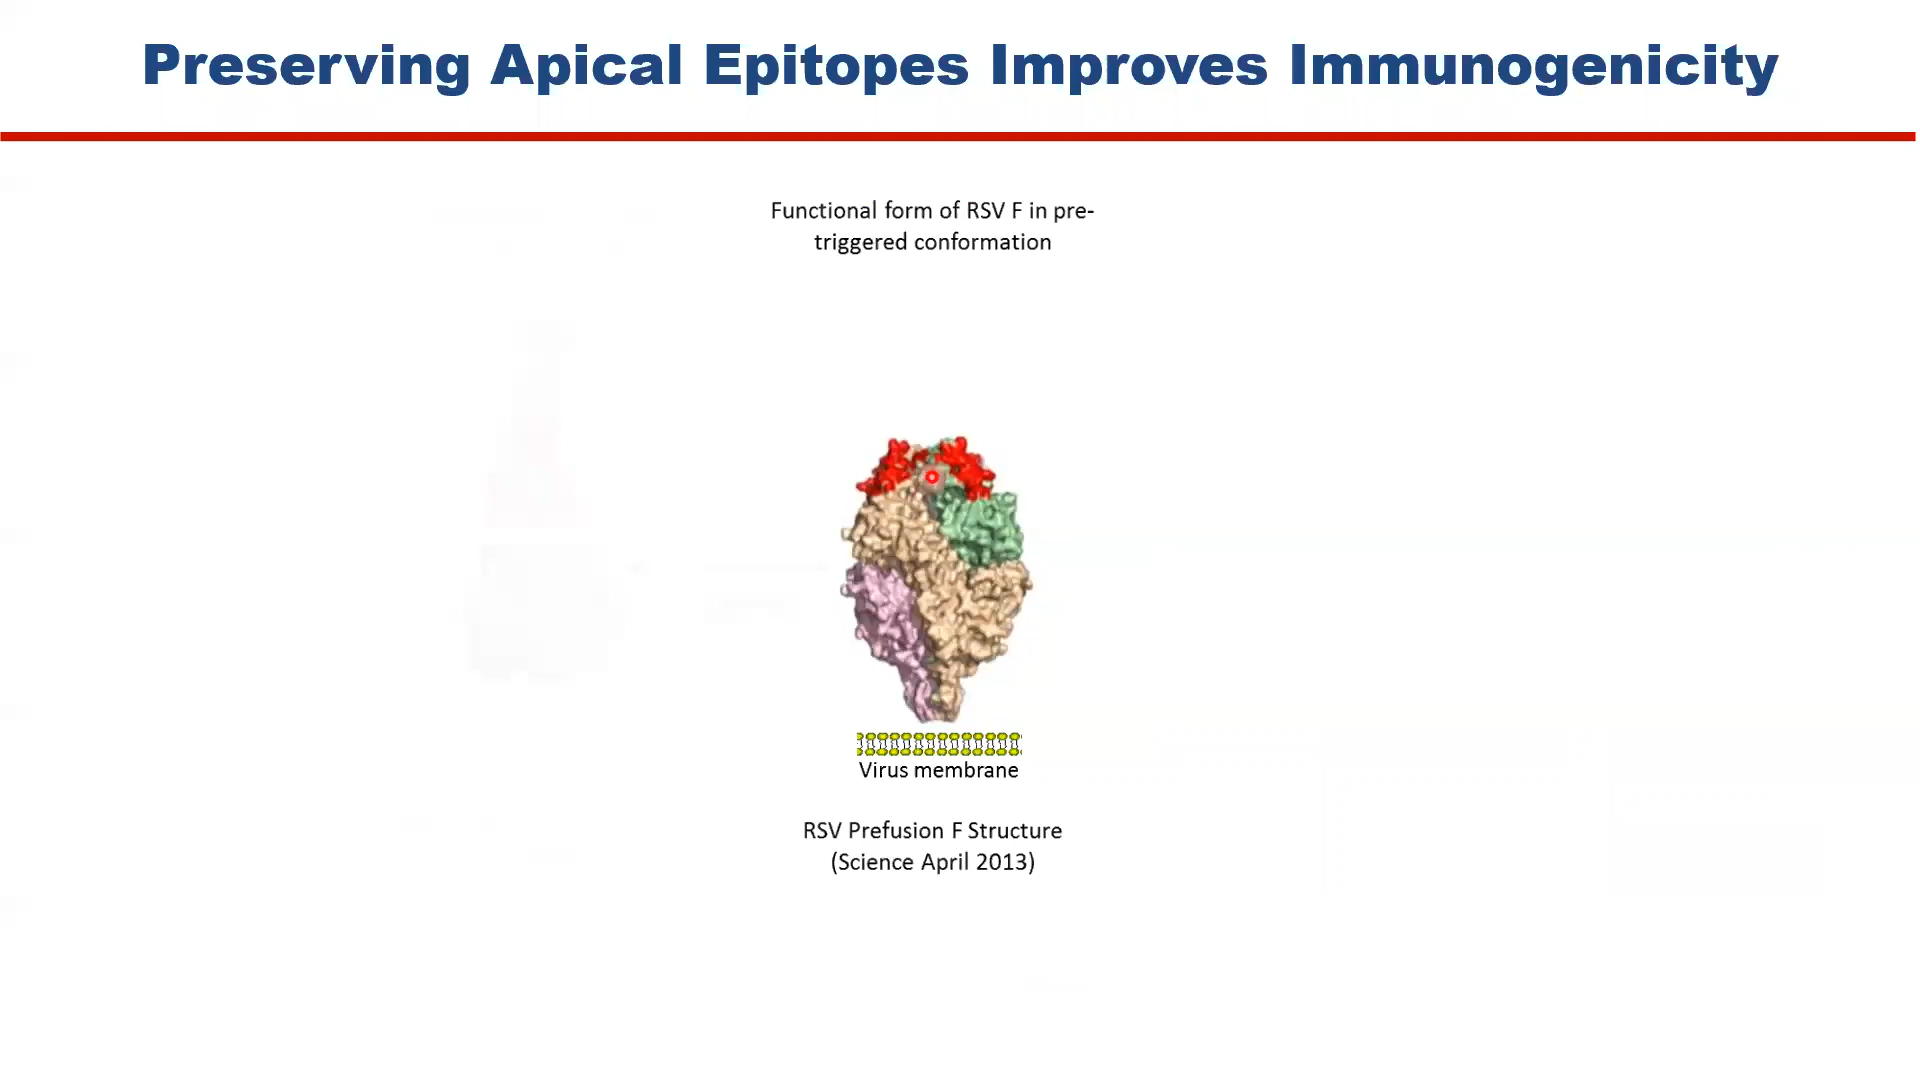 Preserving Apical Epitopes Improves Immunogenicity
Functional form of RSV F in pre-
triggered conformation
Virus membrane
RSV Prefusion F Structure
(Science April 2013)